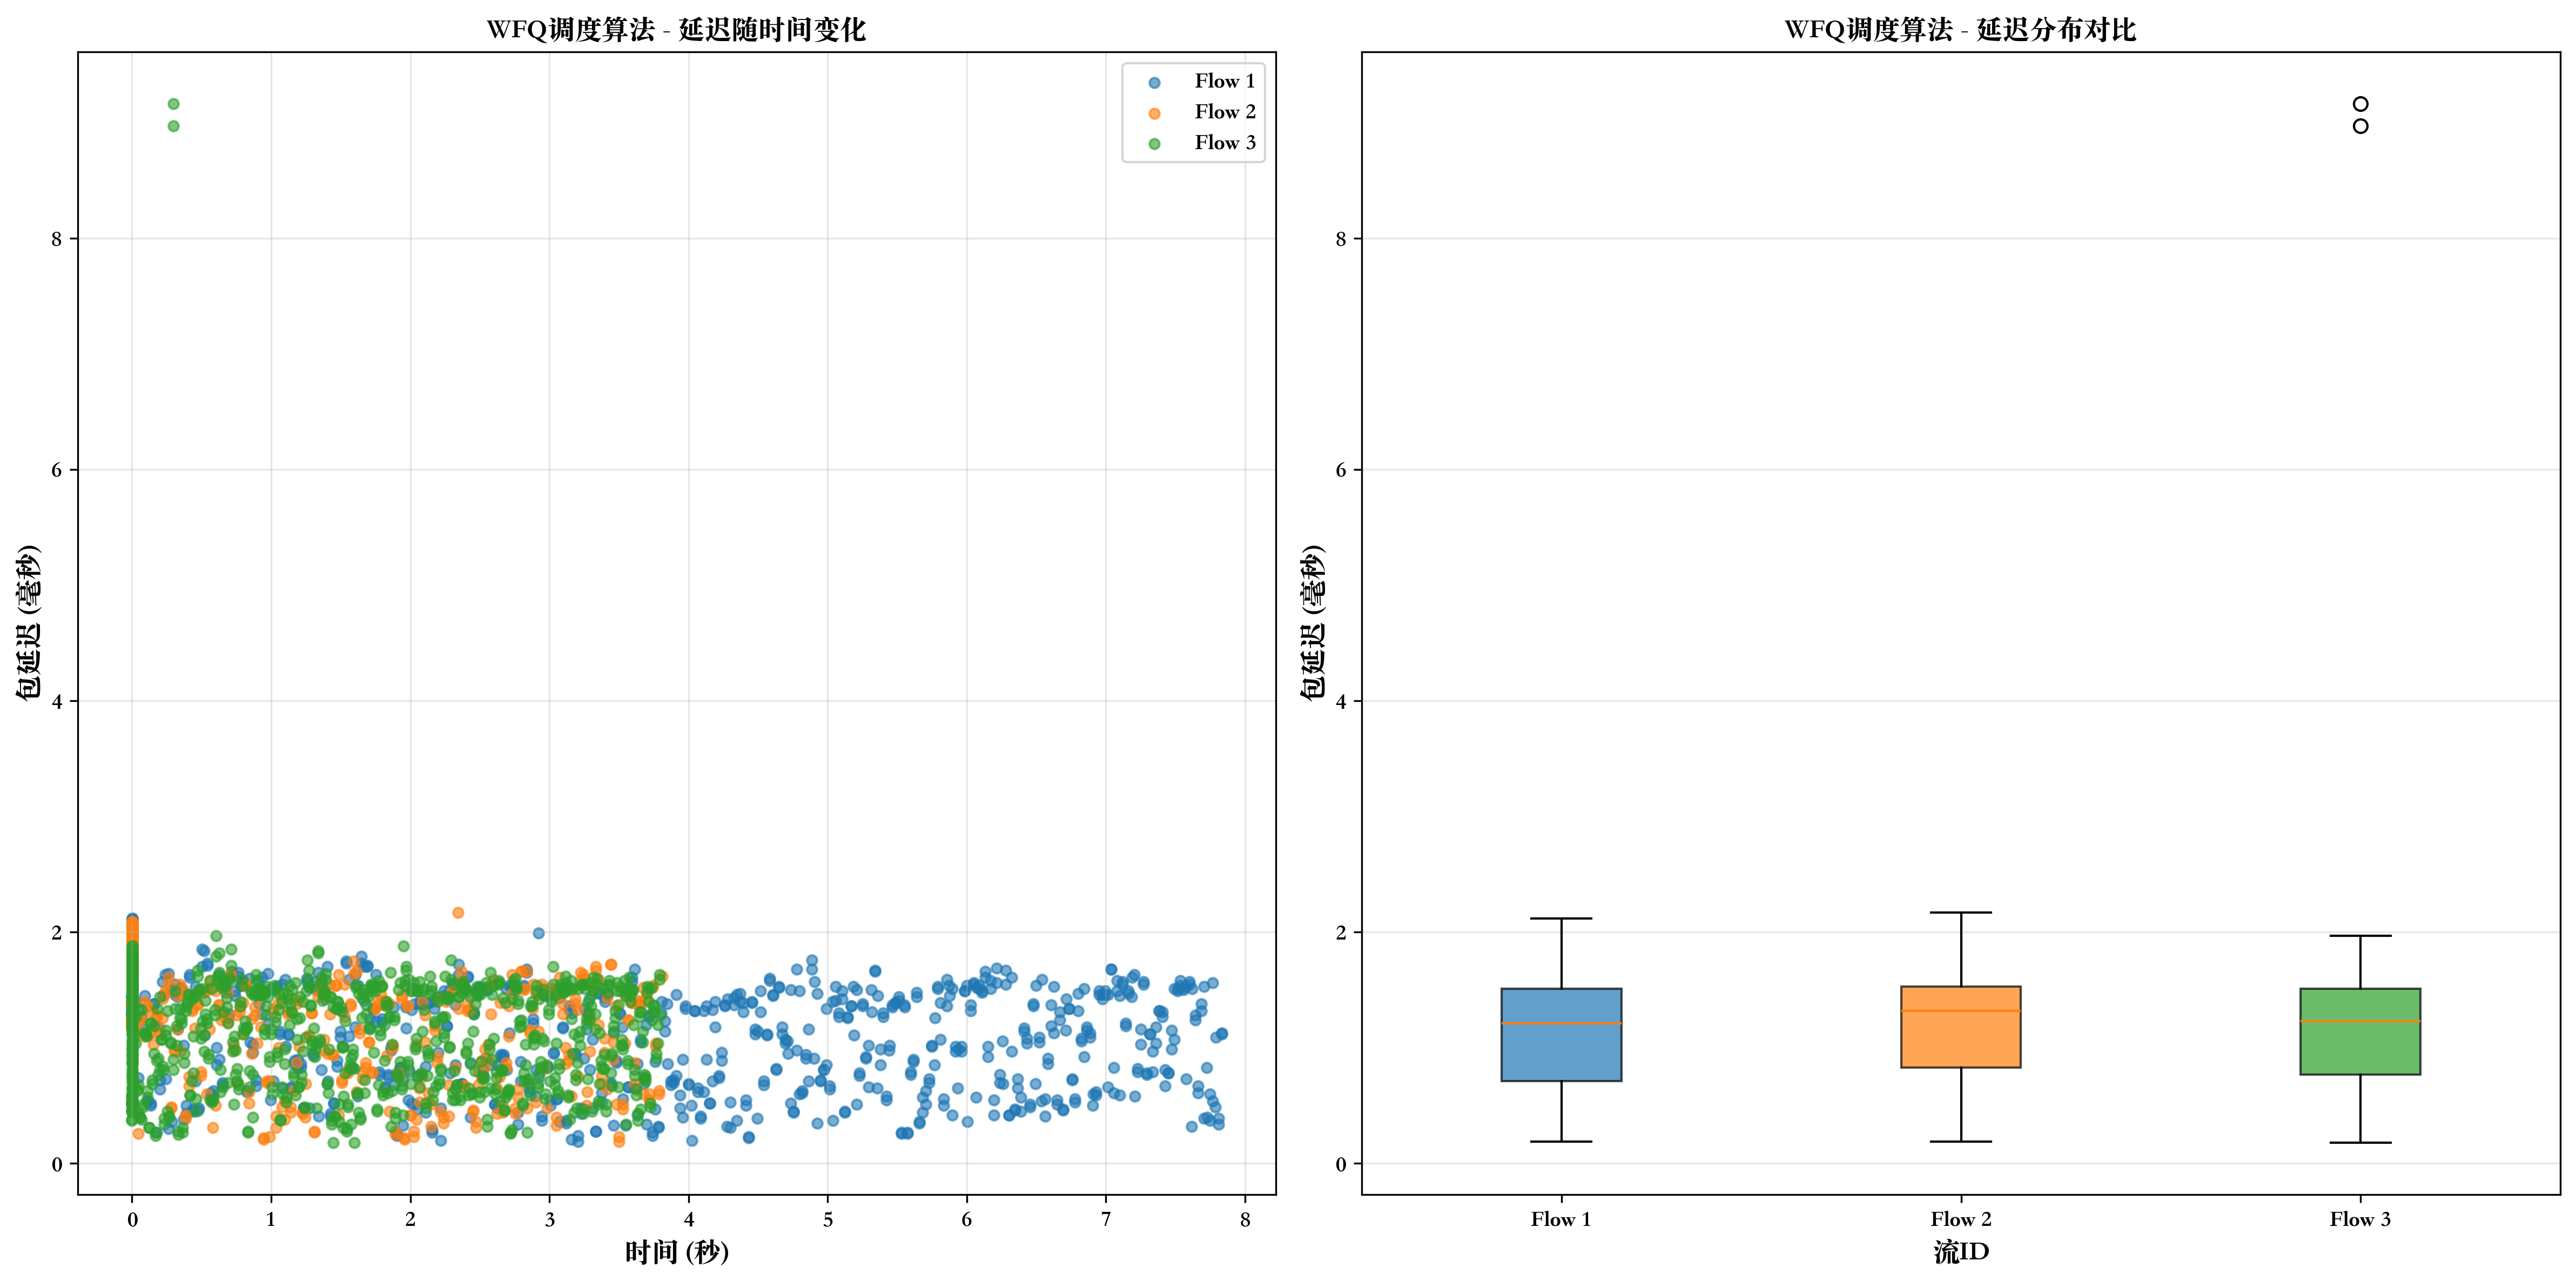 WFQ调度算法 - 延迟随时间变化
包延迟 (毫秒)
8
6
4
2
0
Flow 1
Flow 2
Flow 3
0 1 2 3 4 5 6 7 8
时间 (秒)
WFQ调度算法 - 延迟分布对比
包延迟 (毫秒)
8
6
4
2
0
Flow 1 Flow 2 Flow 3
流ID